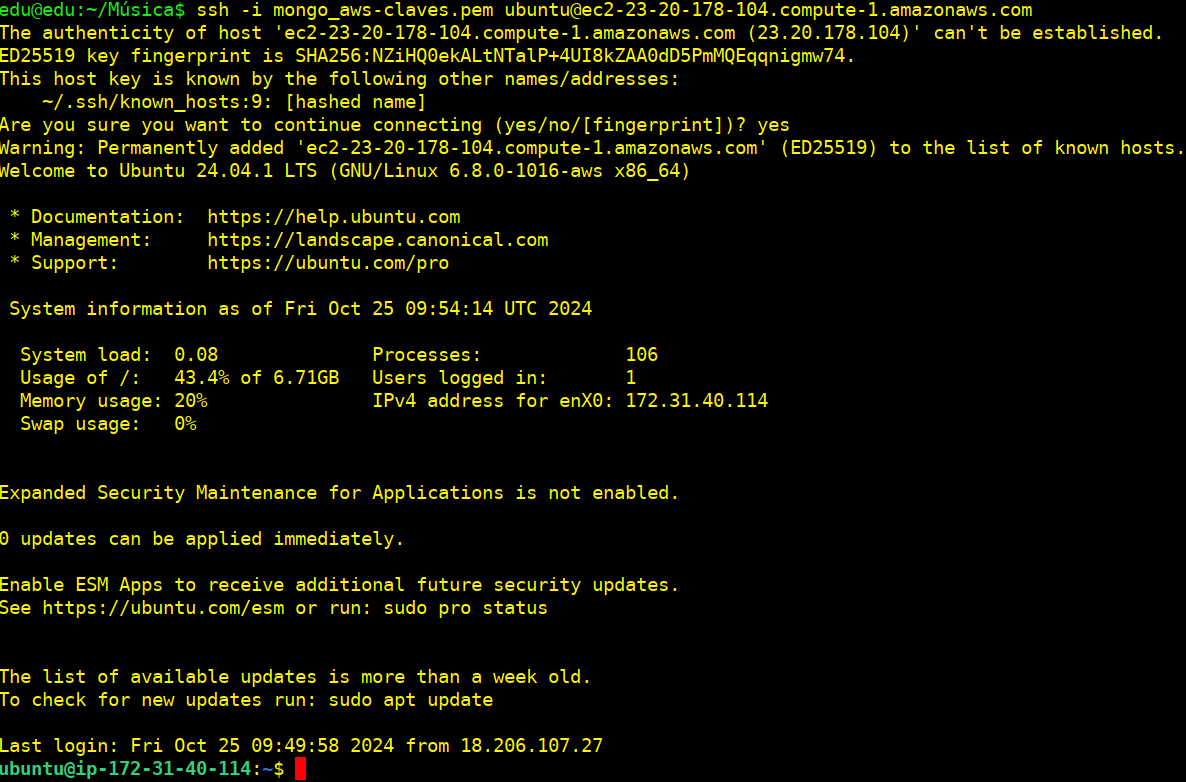 edu@edu:~/Música$ ssh -i mongo_aws-claves.pem ubuntu@ec2-23-20-178-104.compute-1.amazonaws.com
The authenticity of host 'ec2-23-20-178-104.compute-1.amazonaws.com (23.20.178.104)' can't be established.
ED25519 key fingerprint is SHA256:NZiHQ0ekALtNTalP+4UI8kZAA0dD5PmMQEqqnigmw74.
This host key is known by the following other names/addresses:
    ~/.ssh/known_hosts:9: [hashed name]
Are you sure you want to continue connecting (yes/no/[fingerprint])? yes
Warning: Permanently added 'ec2-23-20-178-104.compute-1.amazonaws.com' (ED25519) to the list of known hosts.
Welcome to Ubuntu 24.04.1 LTS (GNU/Linux 6.8.0-1016-aws x86_64)

 * Documentation:  https://help.ubuntu.com
 * Management:     https://landscape.canonical.com
 * Support:        https://ubuntu.com/pro

 System information as of Fri Oct 25 09:54:14 UTC 2024

  System load:  0.08              Processes:             106
  Usage of /:   43.4% of 6.71GB   Users logged in:       1
  Memory usage: 20%               IPv4 address for enX0: 172.31.40.114
  Swap usage:   0%

Expanded Security Maintenance for Applications is not enabled.

0 updates can be applied immediately.

Enable ESM Apps to receive additional future security updates.
See https://ubuntu.com/esm or run: sudo pro status

The list of available updates is more than a week old.
To check for new updates run: sudo apt update

Last login: Fri Oct 25 09:49:58 2024 from 18.206.107.27
ubuntu@ip-172-31-40-114:~$